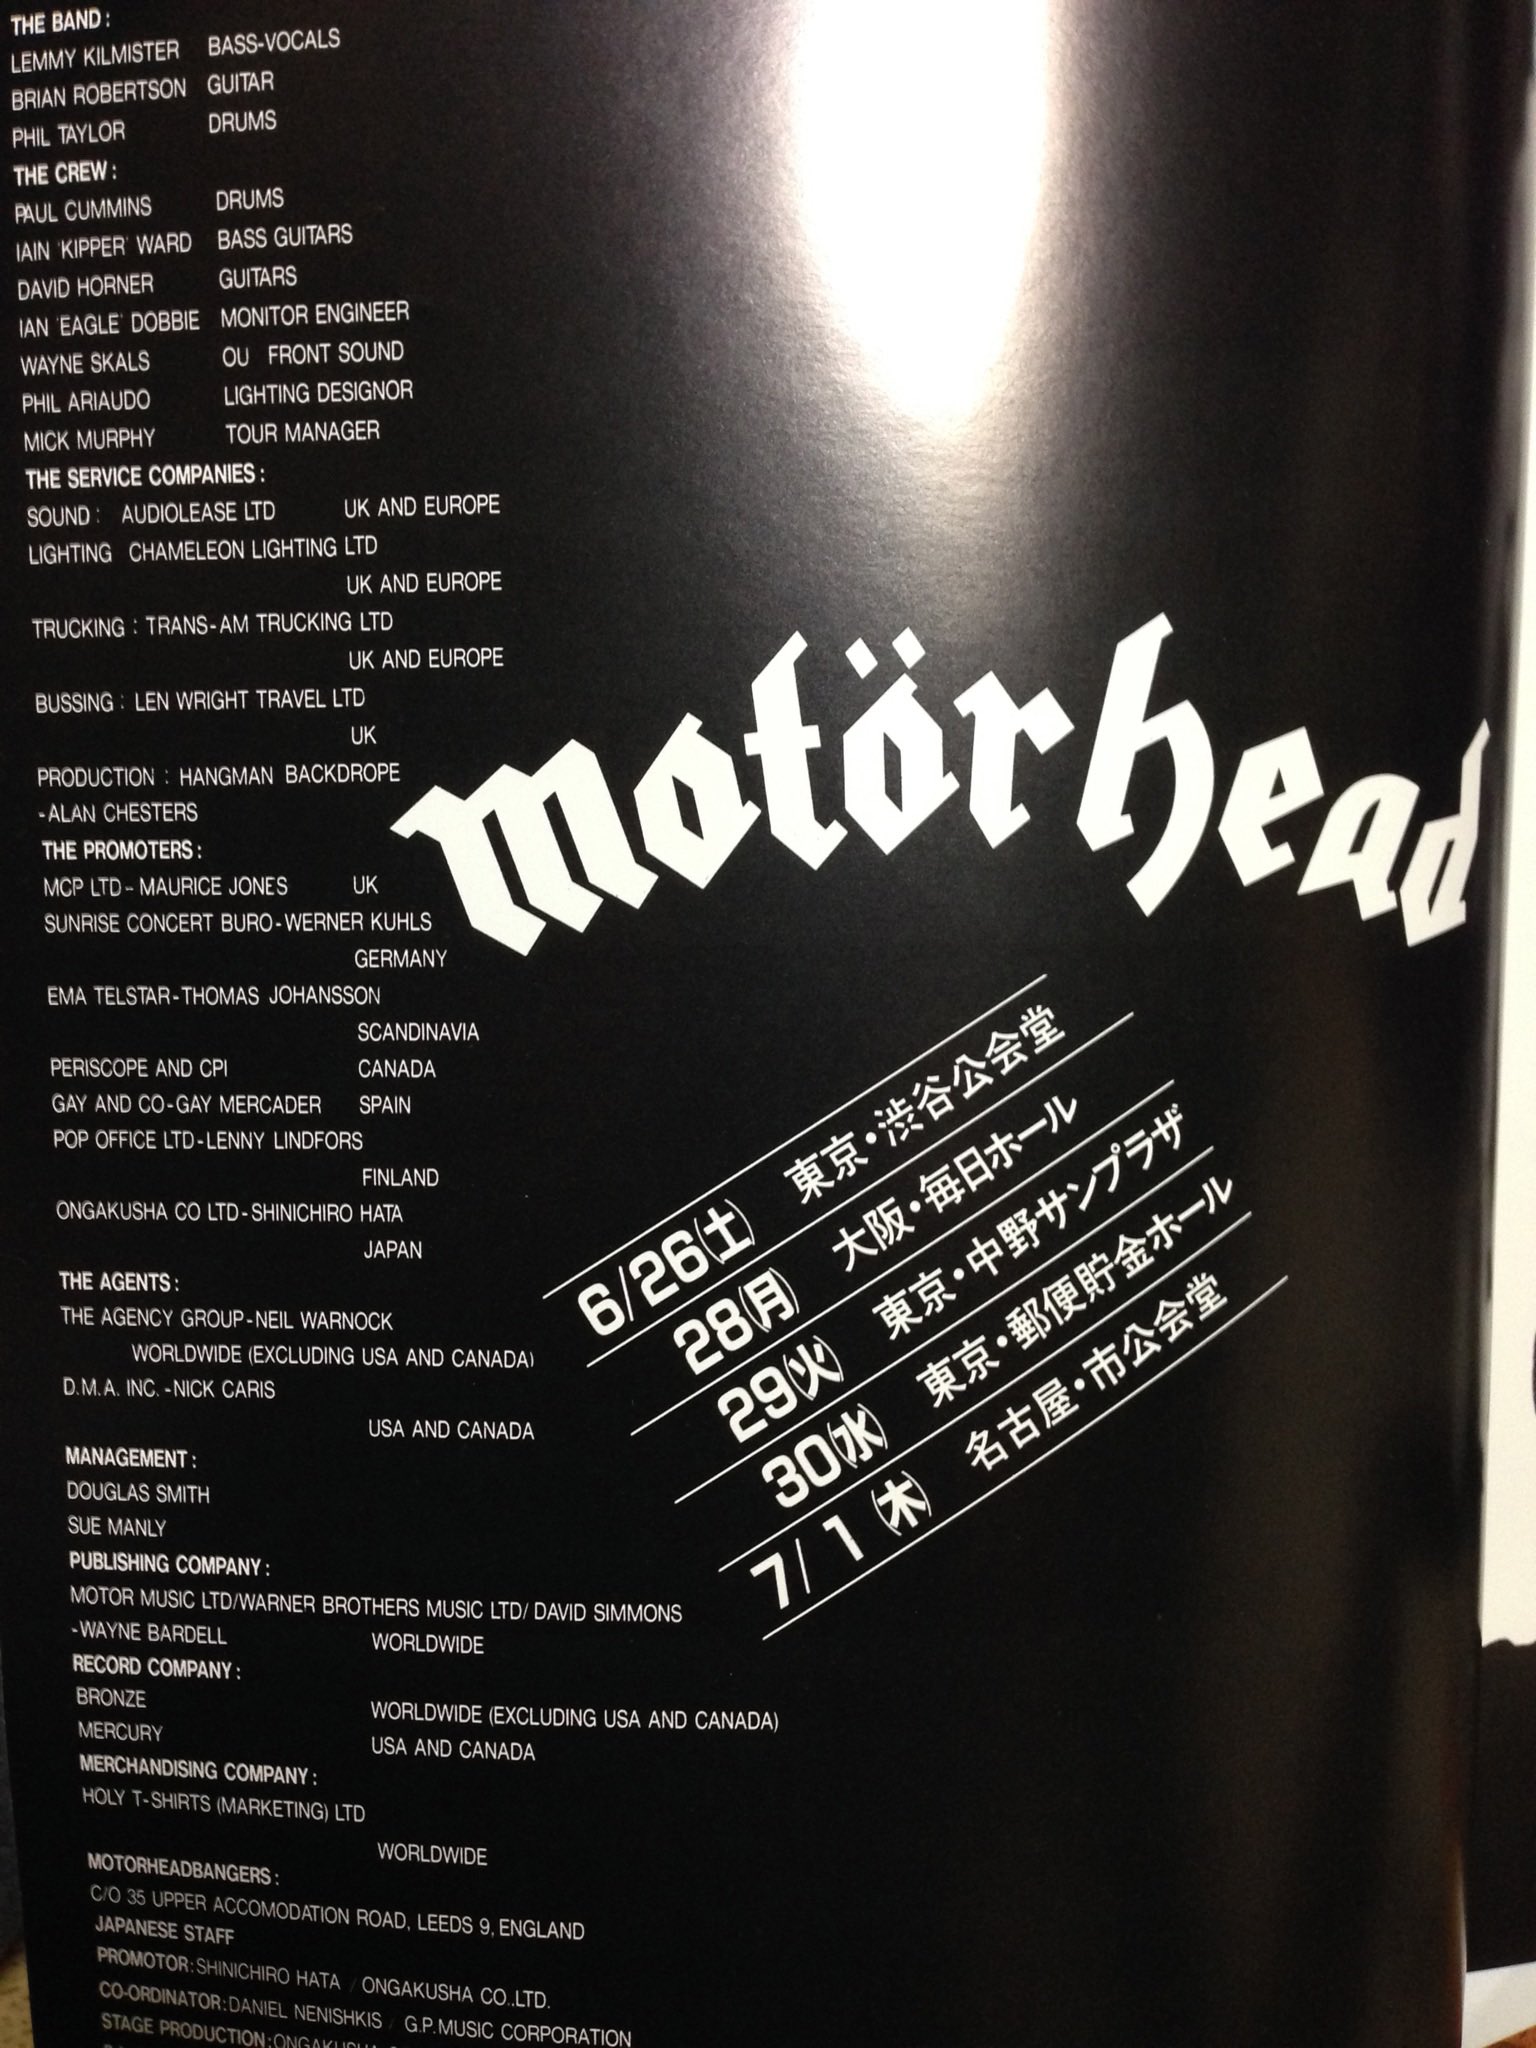 THE BAND:
LEMMY KILMISTER BASS-VOCALS
BRIAN ROBERTSON GUITAR
PHIL TAYLOR DRUMS
THE CREW:
PAUL CUMMINS DRUMS
IAIN 'KIPPER' WARD BASS GUITARS
DAVID HORNER GUITARS
IAN 'EAGLE' DOBBIE MONITOR ENGINEER
WAYNE SKALS OU FRONT SOUND
PHIL ARIAUDO LIGHTING DESIGNOR
MICK MURPHY TOUR MANAGER
THE SERVICE COMPANIES:
SOUND: AUDIOLEASE LTD UK AND EUROPE
LIGHTING CHAMELEON LIGHTING LTD
UK AND EUROPE
TRUCKING: TRANS-AM TRUCKING LTD
UK AND EUROPE
BUSSING: LEN WRIGHT TRAVEL LTD
UK
PRODUCTION: HANGMAN BACKDROPE
-ALAN CHESTERS
THE PROMOTERS:
MCP LTD-MAURICE JONES UK
SUNRISE CONCERT BURO-WERNER KUHLS
GERMANY
EMA TELSTAR-THOMAS JOHANSSON
SCANDINAVIA
PERISCOPE AND CPI CANADA
GAY AND CO-GAY MERCADER SPAIN
POP OFFICE LTD-LENNY LINDFORS
FINLAND
ONGAKUSHA CO LTD-SHINICHIRO HATA
JAPAN
THE AGENTS:
THE AGENCY GROUP-NEIL WARNOCK
WORLDWIDE (EXCLUDING USA AND CANADA)
D.M.A. INC.-NICK CARIS
USA AND CANADA
MANAGEMENT:
DOUGLAS SMITH
SUE MANLY
PUBLISHING COMPANY:
MOTOR MUSIC LTD/WARNER BROTHERS MUSIC LTD/ DAVID SIMMONS
-WAYNE BARDELL WORLDWIDE
RECORD COMPANY:
BRONZE WORLDWIDE (EXCLUDING USA AND CANADA)
MERCURY USA AND CANADA
MERCHANDISING COMPANY:
HOLY T-SHIRTS (MARKETING) LTD
WORLDWIDE
MOTORHEADBANGERS:
C/O 35 UPPER ACCOMODATION ROAD, LEEDS 9, ENGLAND
JAPANESE STAFF
PROMOTOR:SHINICHIRO HATA / ONGAKUSHA CO.,LTD.
CO-ORDINATOR:DANIEL NENISHKIS / G.P.MUSIC CORPORATION
STAGE PRODUCTION:ONGAKUSHA
motörhead
6/26(土) 東京・渋谷公会堂
28(月) 大阪・毎日ホール
29(火) 東京・中野サンプラザ
30(水) 東京・郵便貯金ホール
7/1(木) 名古屋・市公会堂